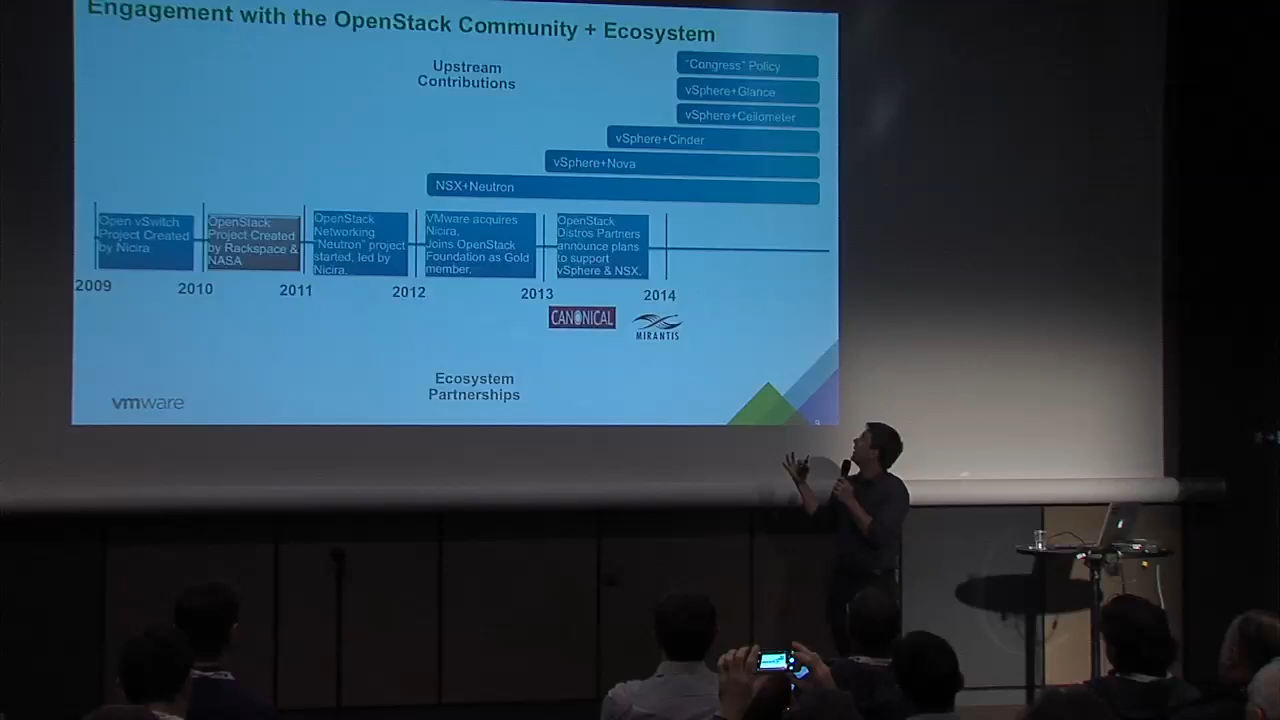 Engagement with the OpenStack Community + Ecosystem
Upstream
Contributions
"Congress" Policy
vSphere+Glance
vSphere+Ceilometer
vSphere+Cinder
vSphere+Nova
NSX+Neutron
Open vSwitch
Project Created
by Nicira
OpenStack
Project Created
by Rackspace &
NASA
OpenStack
Networking
"Neutron" project
started, led by
Nicira.
VMware acquires
Nicira.
Joins OpenStack
Foundation as Gold
member.
OpenStack
Distros Partners
announce plans
to support
vSphere & NSX.
2009
2010
2011
2012
2013
2014
CANONICAL
MIRANTIS
Ecosystem
Partnerships
vmware
9